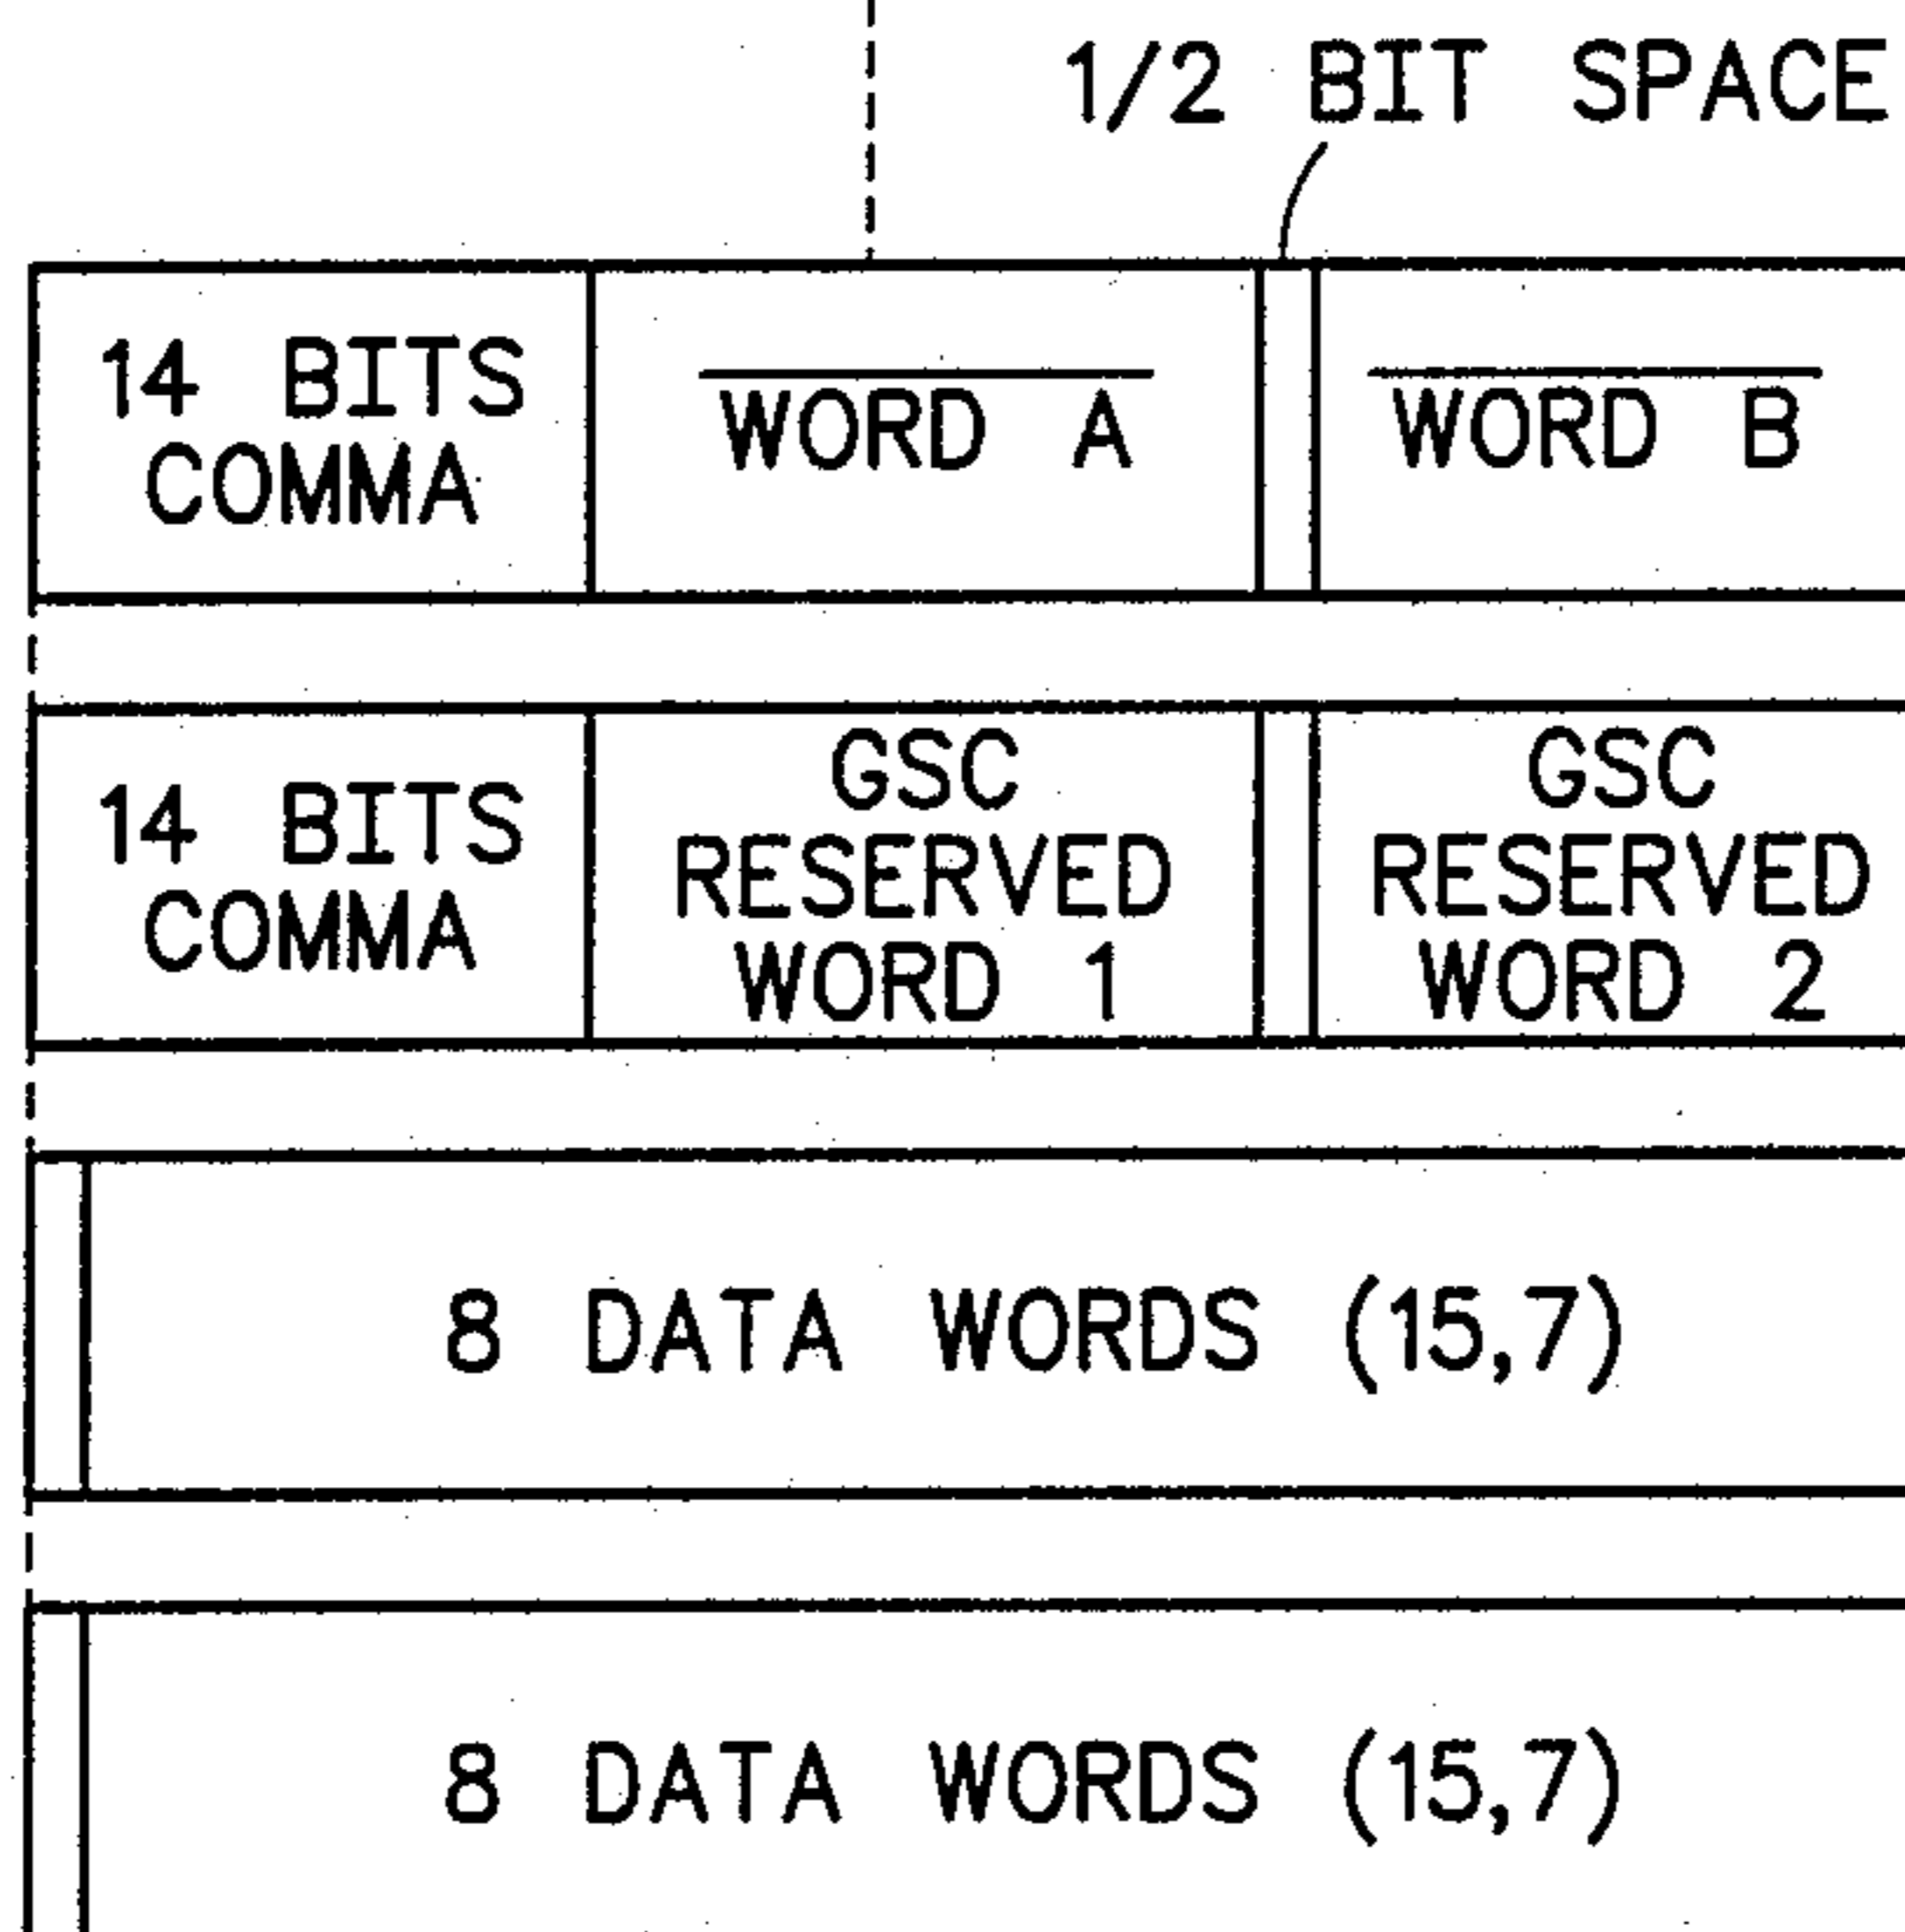 1/2 BIT SPACE
14 BITS
COMMA
WORD A
WORD B
14 BITS
COMMA
GSC
RESERVED
WORD 1
GSC
RESERVED
WORD 2
8 DATA WORDS (15,7)
8 DATA WORDS (15,7)